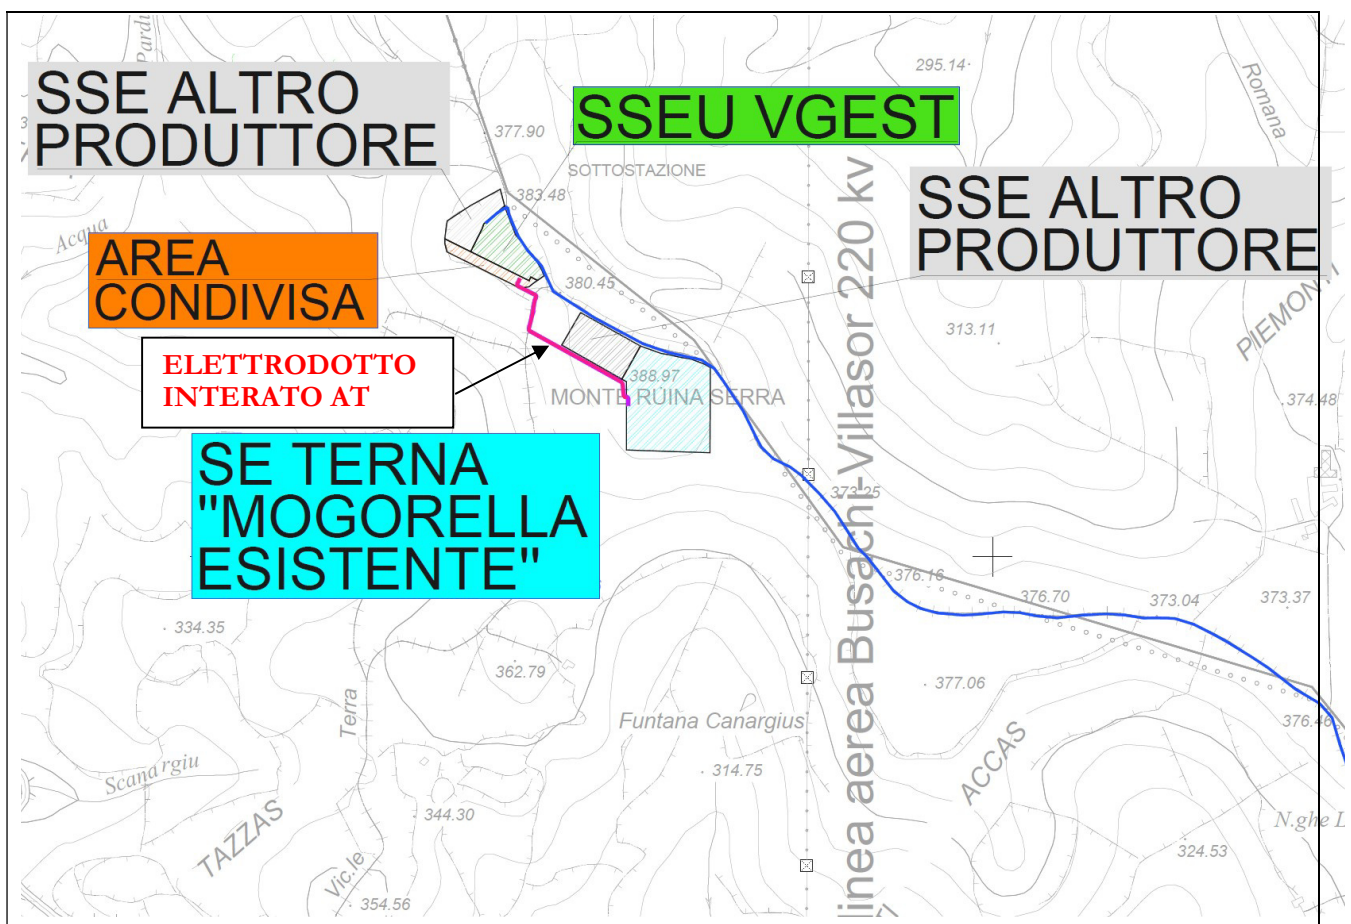 SSE ALTRO
PRODUTTORE
SSEU VGEST
SSE ALTRO
PRODUTTORE
AREA
CONDIVISA
ELETTRODOTTO
INTERATO AT
SE TERNA
"MOGORELLA
ESISTENTE"
linea aerea Busachi-Villasor 220 kv
SOTTOSTAZIONE
MONTE RUINA SERRA
Pardu
Acqua
Romana
PIEMONTI
295.14
377.90
383.48
380.45
313.11
388.97
374.48
373.25
376.16
376.70
373.04
373.37
334.35
362.79
377.06
376.46
Terra
Funtana Canargius
ACCAS
Scanargiu
314.75
TAZZAS
344.30
N.ghe L
324.53
Vic.le
354.56